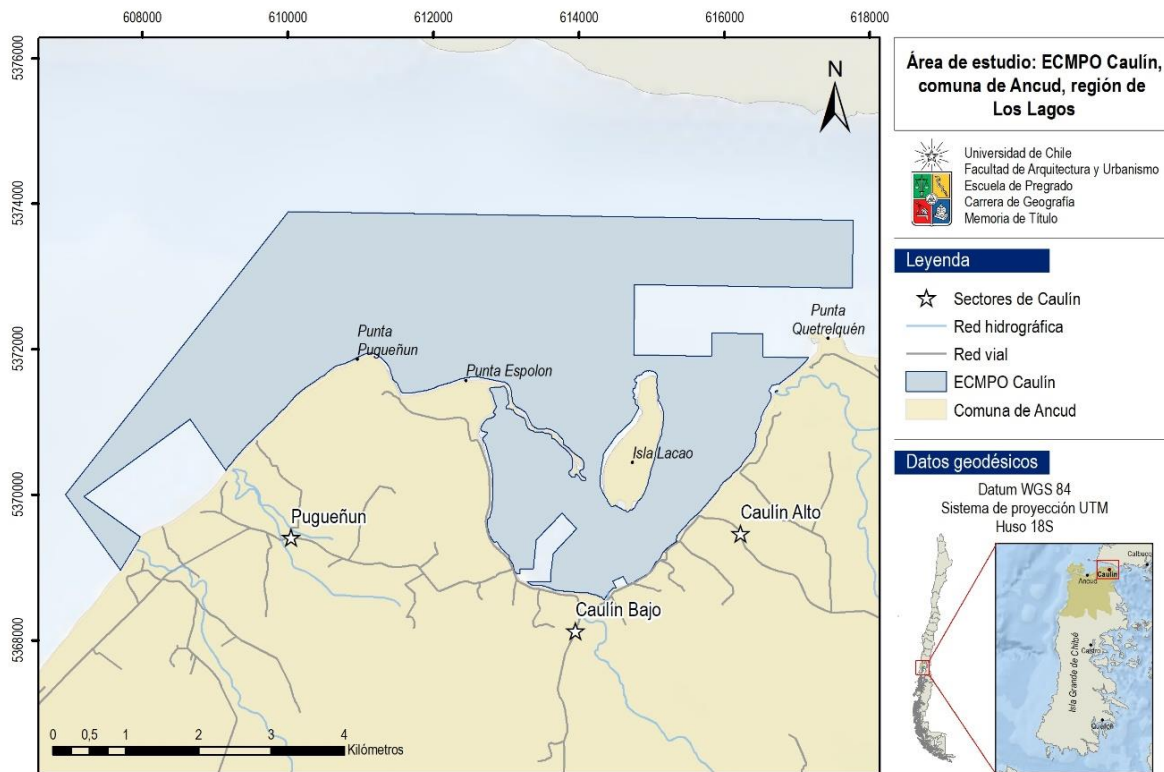 608000
610000
612000
614000
616000
618000
5376000
5374000
5372000
5370000
5368000
N
Punta
Pugueñun
Punta Espolon
Punta
Quetrelquén
Isla Lacao
Pugueñun
Caulín Alto
Caulín Bajo
0 0,5 1 2 3 4
Kilómetros
Área de estudio: ECMPO Caulín,
comuna de Ancud, región de
Los Lagos
Universidad de Chile
Facultad de Arquitectura y Urbanismo
Escuela de Pregrado
Carrera de Geografía
Memoria de Título
Leyenda
Sectores de Caulín
Red hidrográfica
Red vial
ECMPO Caulín
Comuna de Ancud
Datos geodésicos
Datum WGS 84
Sistema de proyección UTM
Huso 18S
Calbuco
Ancud
Caulín
Castro
Isla Grande de Chiloé
Quellón